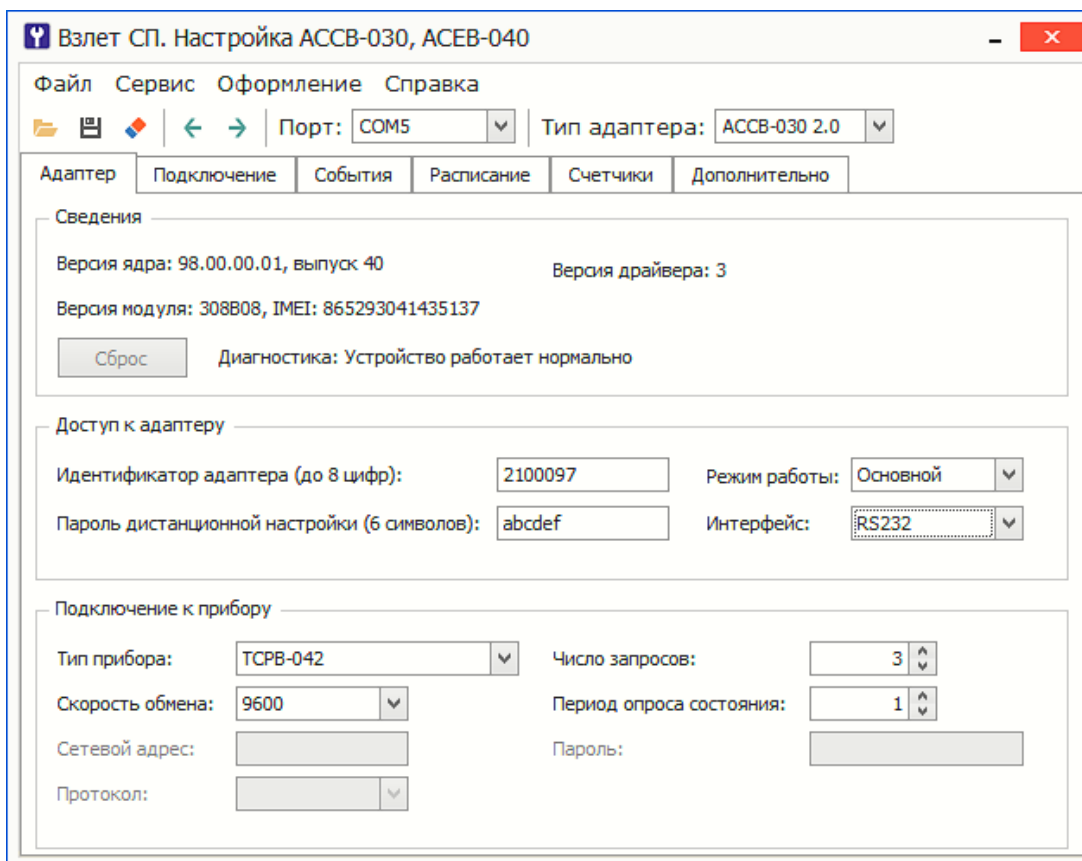 Взлет СП. Настройка АССВ-030, АСЕВ-040
Файл Сервис Оформление Справка
Порт: COM5 Тип адаптера: АССВ-030 2.0
Адаптер Подключение События Расписание Счетчики Дополнительно
Сведения
Версия ядра: 98.00.00.01, выпуск 40 Версия драйвера: 3
Версия модуля: 308B08, IMEI: 865293041435137
Сброс Диагностика: Устройство работает нормально
Доступ к адаптеру
Идентификатор адаптера (до 8 цифр): 2100097 Режим работы: Основной
Пароль дистанционной настройки (6 символов): abcdef Интерфейс: RS232
Подключение к прибору
Тип прибора: ТСРВ-042 Число запросов: 3
Скорость обмена: 9600 Период опроса состояния: 1
Сетевой адрес: Пароль:
Протокол: